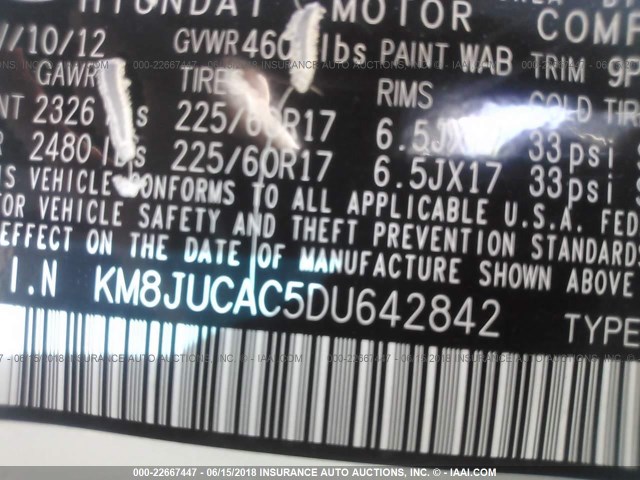 HYUNDAI MOTOR COMP
/10/12 GVWR 460 lbs PAINT WAB TRIM 9P
GAWR TIRE RIMS COLD TIR
NT 2326 s 225/60R17 6.5JX17 33psi
R 2480 lbs 225/60R17 6.5JX17 33psi
IS VEHICLE CONFORMS TO ALL APPLICABLE U.S.A. FED
TOR VEHICLE SAFETY AND THEFT PREVENTION STANDARDS
EFFECT ON THE DATE OF MANUFACTURE SHOWN ABOVE
I.N KM8JUCAC5DU642842 TYPE
000-22667447 - 06/15/2018 INSURANCE AUTO AUCTIONS, INC. - © IAAI.COM